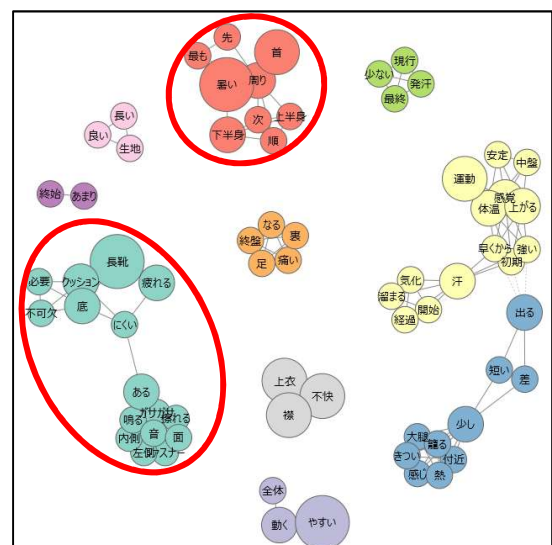 先
最も
首
暑い
周り
次
上半身
下半身
順
現行
少ない
発汗
最終
長い
良い
生地
終始
あまり
安定
中盤
運動
感覚
体温
上がる
早くから
強い
初期
汗
気化
溜まる
開始
経過
なる
裏
終盤
足
痛い
長靴
必要
クッション
疲れる
底
不可欠
にくい
ある
ガサガサ
鳴る
擦れる
音
内側
面
左側
ファスナー
出る
短い
差
少し
大腿
籠る
きつい
付近
感じ
熱
上衣
不快
襟
全体
動く
やすい